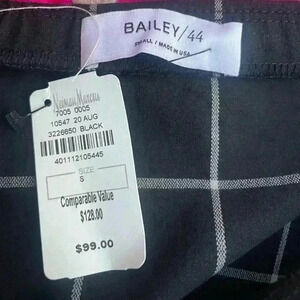 BAILEY/44
SMALL / MADE IN USA
Neiman Marcus
7005 0005
10547 20 AUG
3226650 BLACK
401112105445
SIZE
S
Comparable Value
$128.00
$99.00